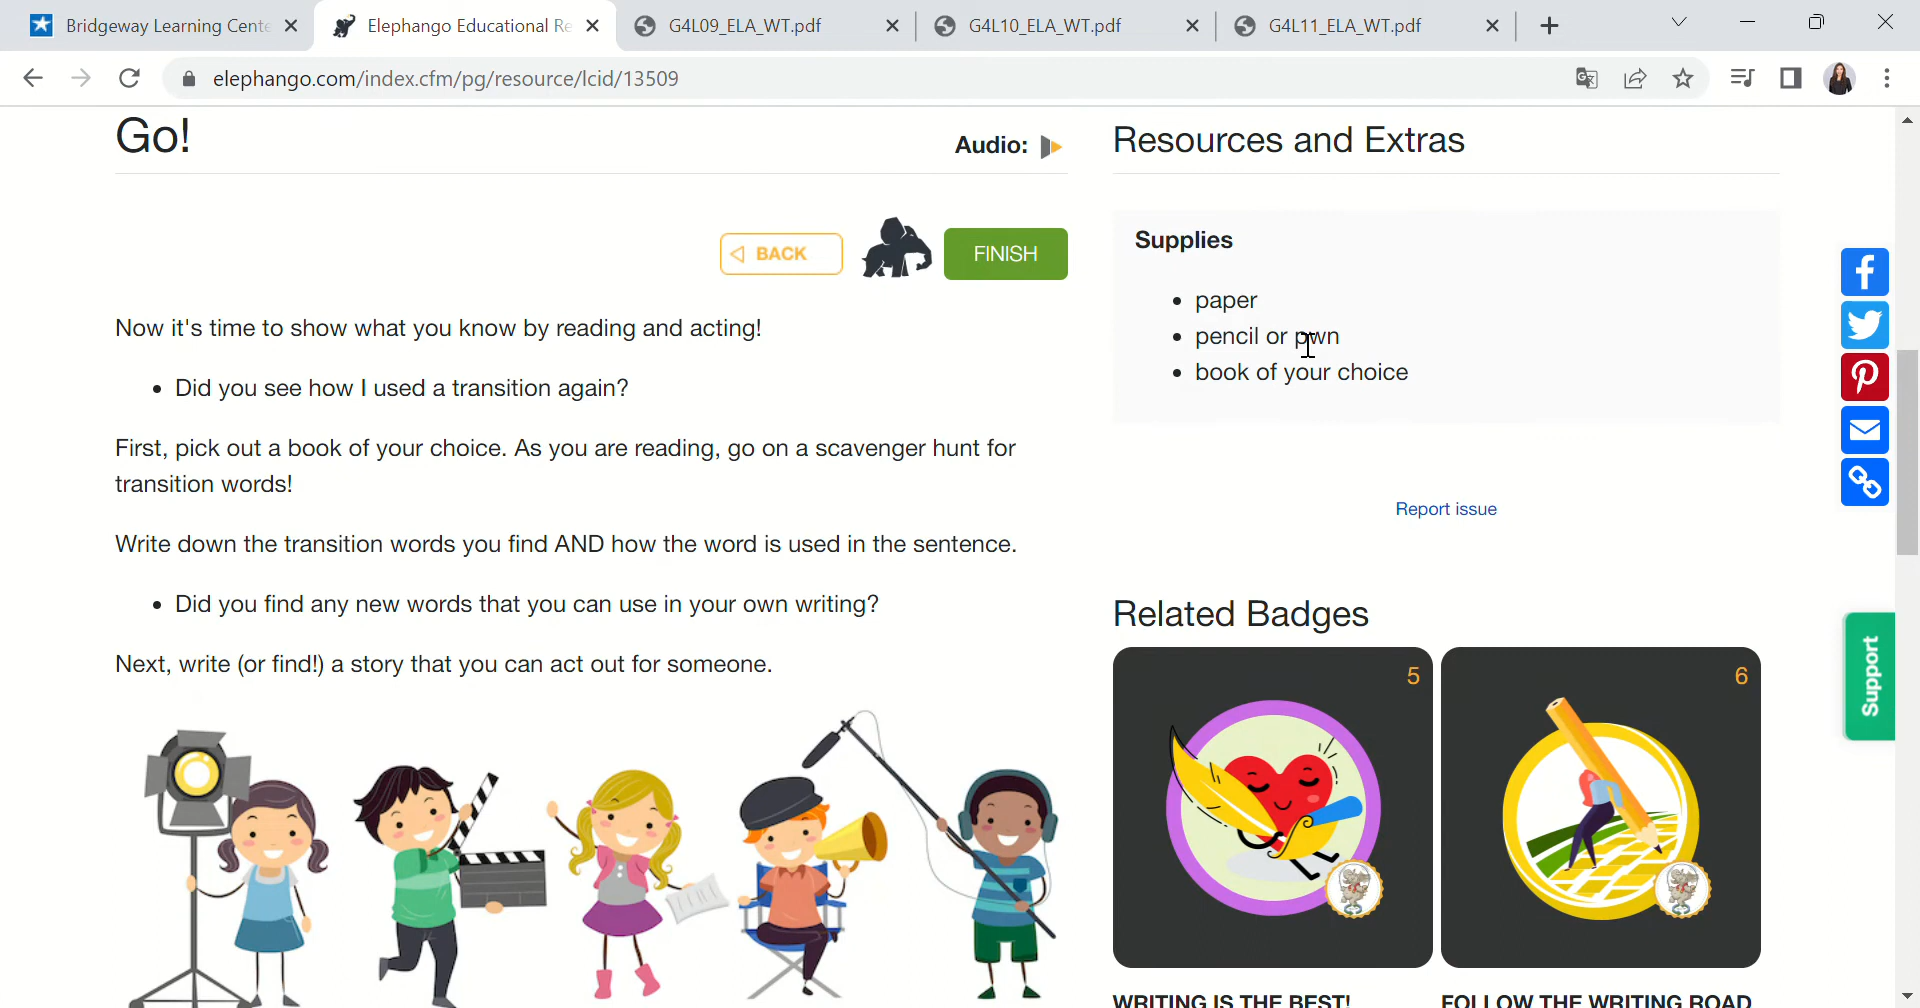 Bridgeway Learning Cente
Elephango Educational Re
G4L09_ELA_WT.pdf
G4L10_ELA_WT.pdf
G4L11_ELA_WT.pdf
elephango.com/index.cfm/pg/resource/lcid/13509
Go!
Audio:
BACK
FINISH
Now it's time to show what you know by reading and acting!
• Did you see how I used a transition again?
First, pick out a book of your choice. As you are reading, go on a scavenger hunt for
transition words!
Write down the transition words you find AND how the word is used in the sentence.
• Did you find any new words that you can use in your own writing?
Next, write (or find!) a story that you can act out for someone.
Resources and Extras
Supplies
• paper
• pencil or pwn
• book of your choice
Report issue
Related Badges
5
6
WRITING IS THE BEST!
FOLLOW THE WRITING ROAD
Support